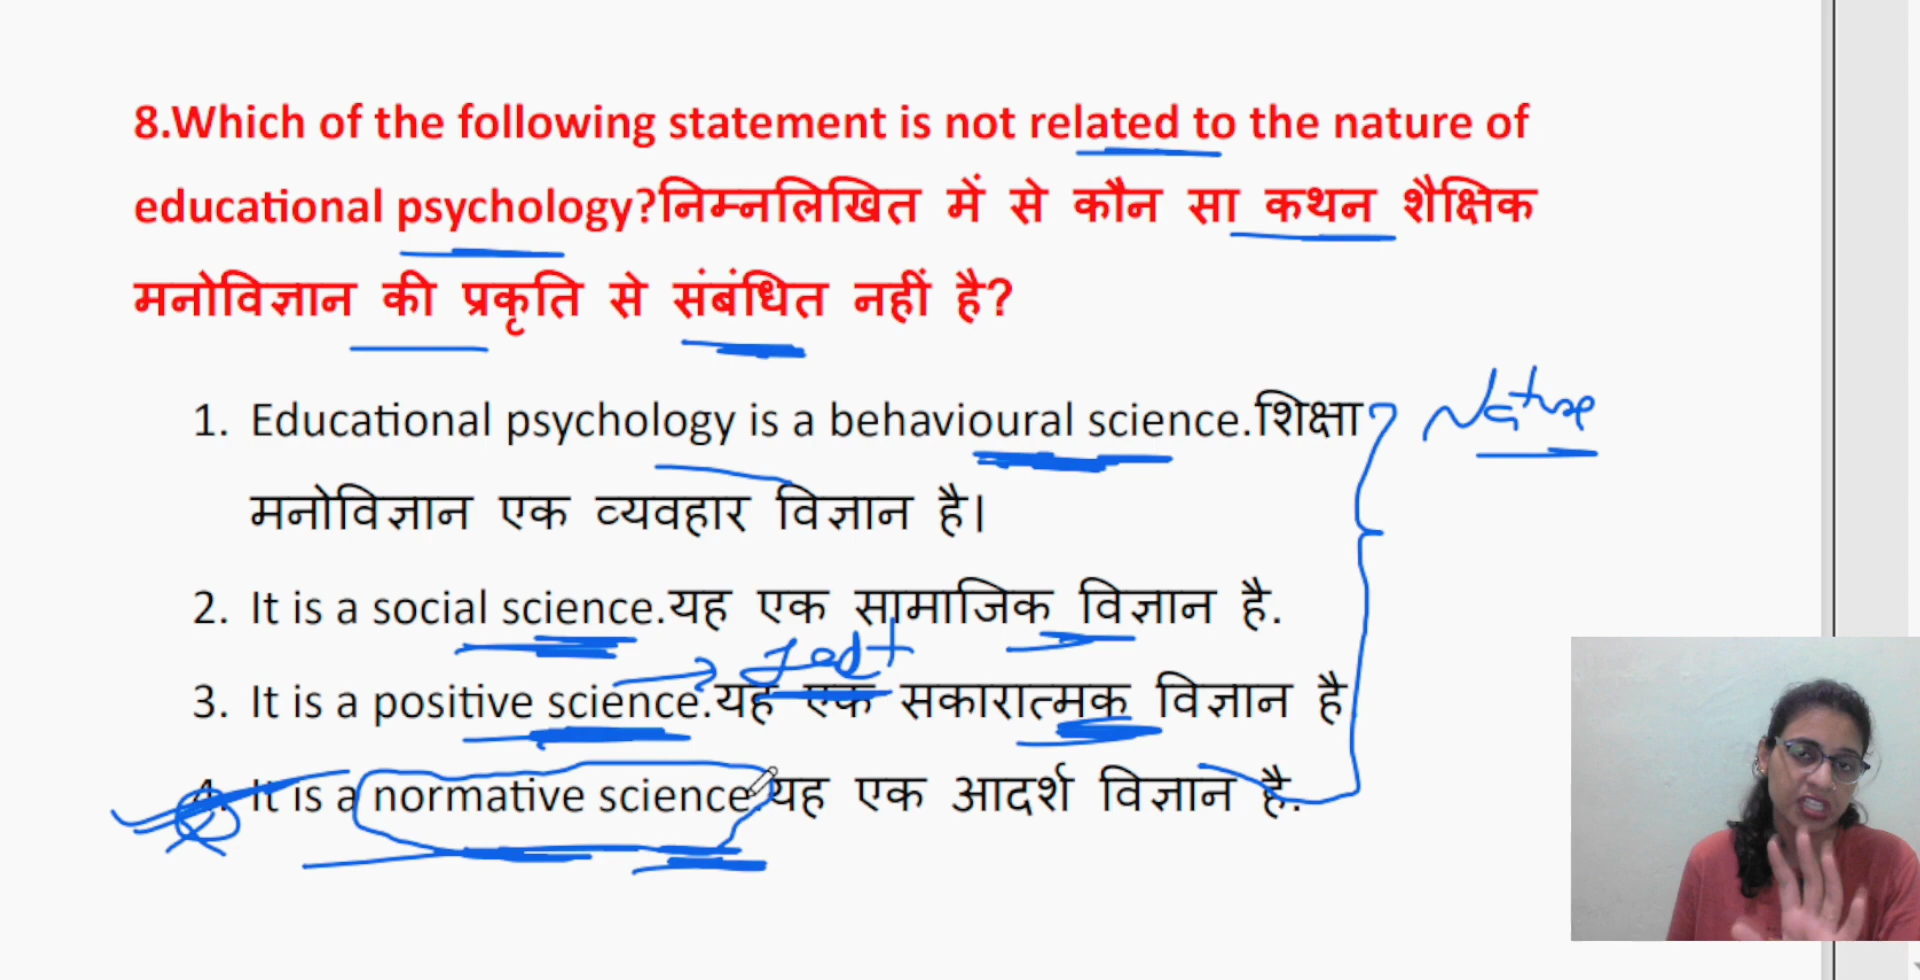 8.Which of the following statement is not related to the nature of
educational psychology?निम्नलिखित में से कौन सा कथन शैक्षिक
मनोविज्ञान की प्रकृति से संबंधित नहीं है?
1. Educational psychology is a behavioural science.शिक्षा
Nature
मनोविज्ञान एक व्यवहार विज्ञान है।
2. It is a social science.यह एक सामाजिक विज्ञान है.
3. It is a positive science.यह एक सकारात्मक विज्ञान है
4. It is a normative science.यह एक आदर्श विज्ञान है.